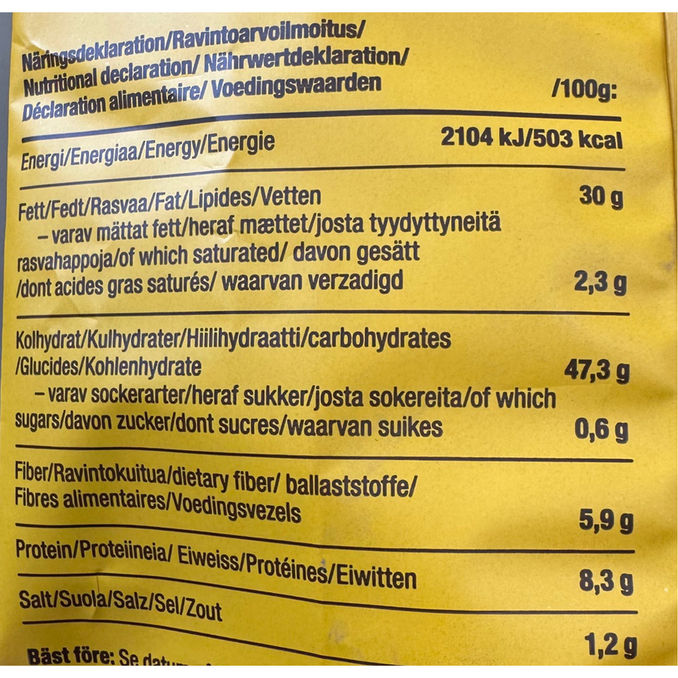 Näringsdeklaration/Ravintoarvoilmoitus/
Nutritional declaration/ Nährwertdeklaration/
Déclaration alimentaire/ Voedingswaarden /100g:
Energi/Energiaa/Energy/Energie 2104 kJ/503 kcal
Fett/Fedt/Rasvaa/Fat/Lipides/Vetten 30 g
– varav mättat fett/heraf mættet/josta tyydyttyneitä
rasvahappoja/of which saturated/ davon gesätt
/dont acides gras saturés/ waarvan verzadigd 2,3 g
Kolhydrat/Kulhydrater/Hiilihydraatti/carbohydrates
/Glucides/Kohlenhydrate 47,3 g
– varav sockerarter/heraf sukker/josta sokereita/of which
sugars/davon zucker/dont sucres/waarvan suikes 0,6 g
Fiber/Ravintokuitua/dietary fiber/ ballaststoffe/
Fibres alimentaires/Voedingsvezels 5,9 g
Protein/Proteiineia/ Eiweiss/Protéines/Eiwitten 8,3 g
Salt/Suola/Salz/Sel/Zout 1,2 g
Bäst före: Se